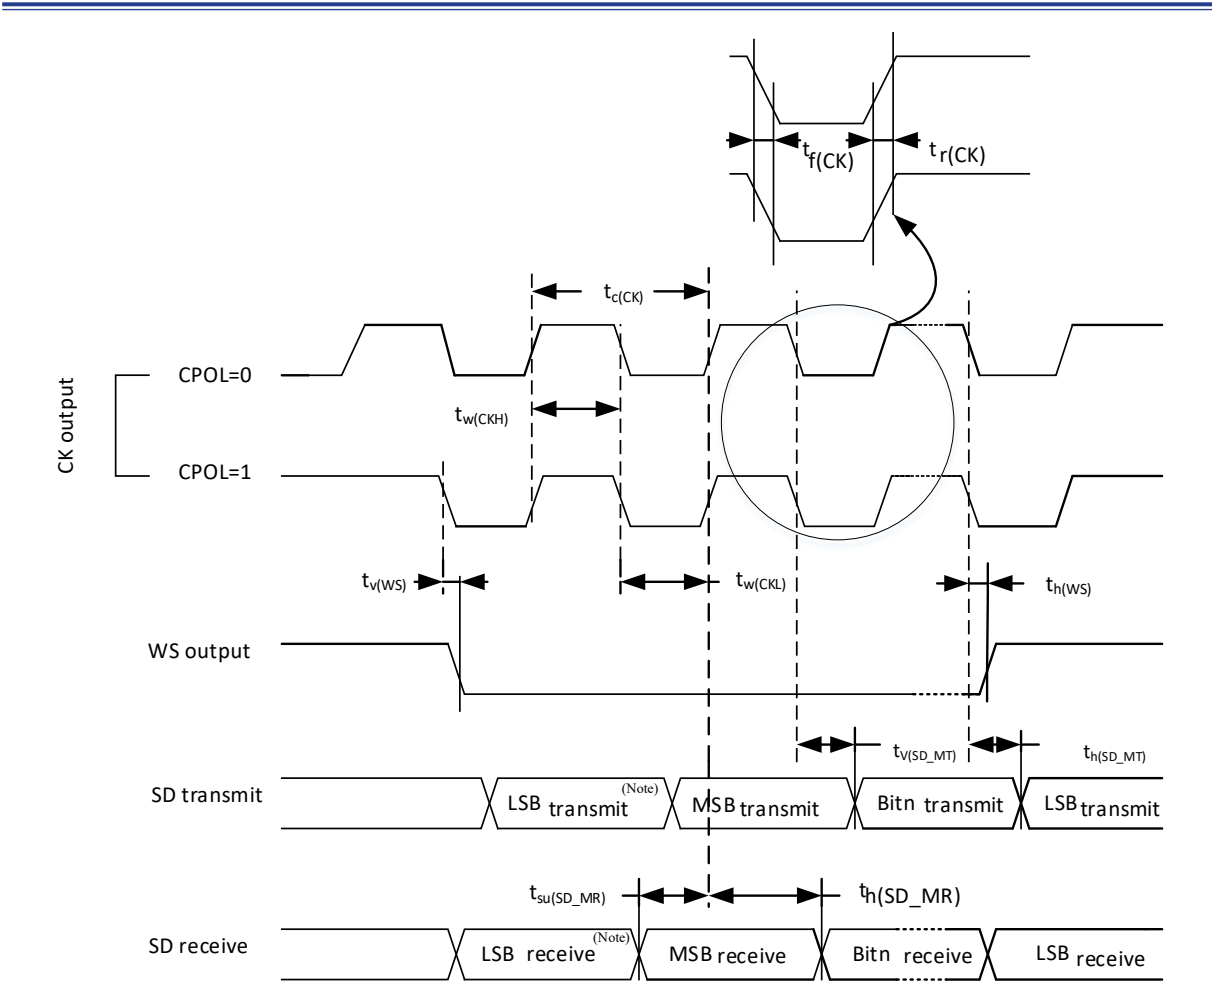 tf(CK)
tr(CK)
tc(CK)
CK output
CPOL=0
tw(CKH)
CPOL=1
tv(WS)
tw(CKL)
th(WS)
WS output
tV(SD_MT)
th(SD_MT)
SD transmit
LSB transmit (Note)
MSB transmit
Bitn transmit
LSB transmit
tsu(SD_MR)
th(SD_MR)
SD receive
LSB receive (Note)
MSB receive
Bitn receive
LSB receive